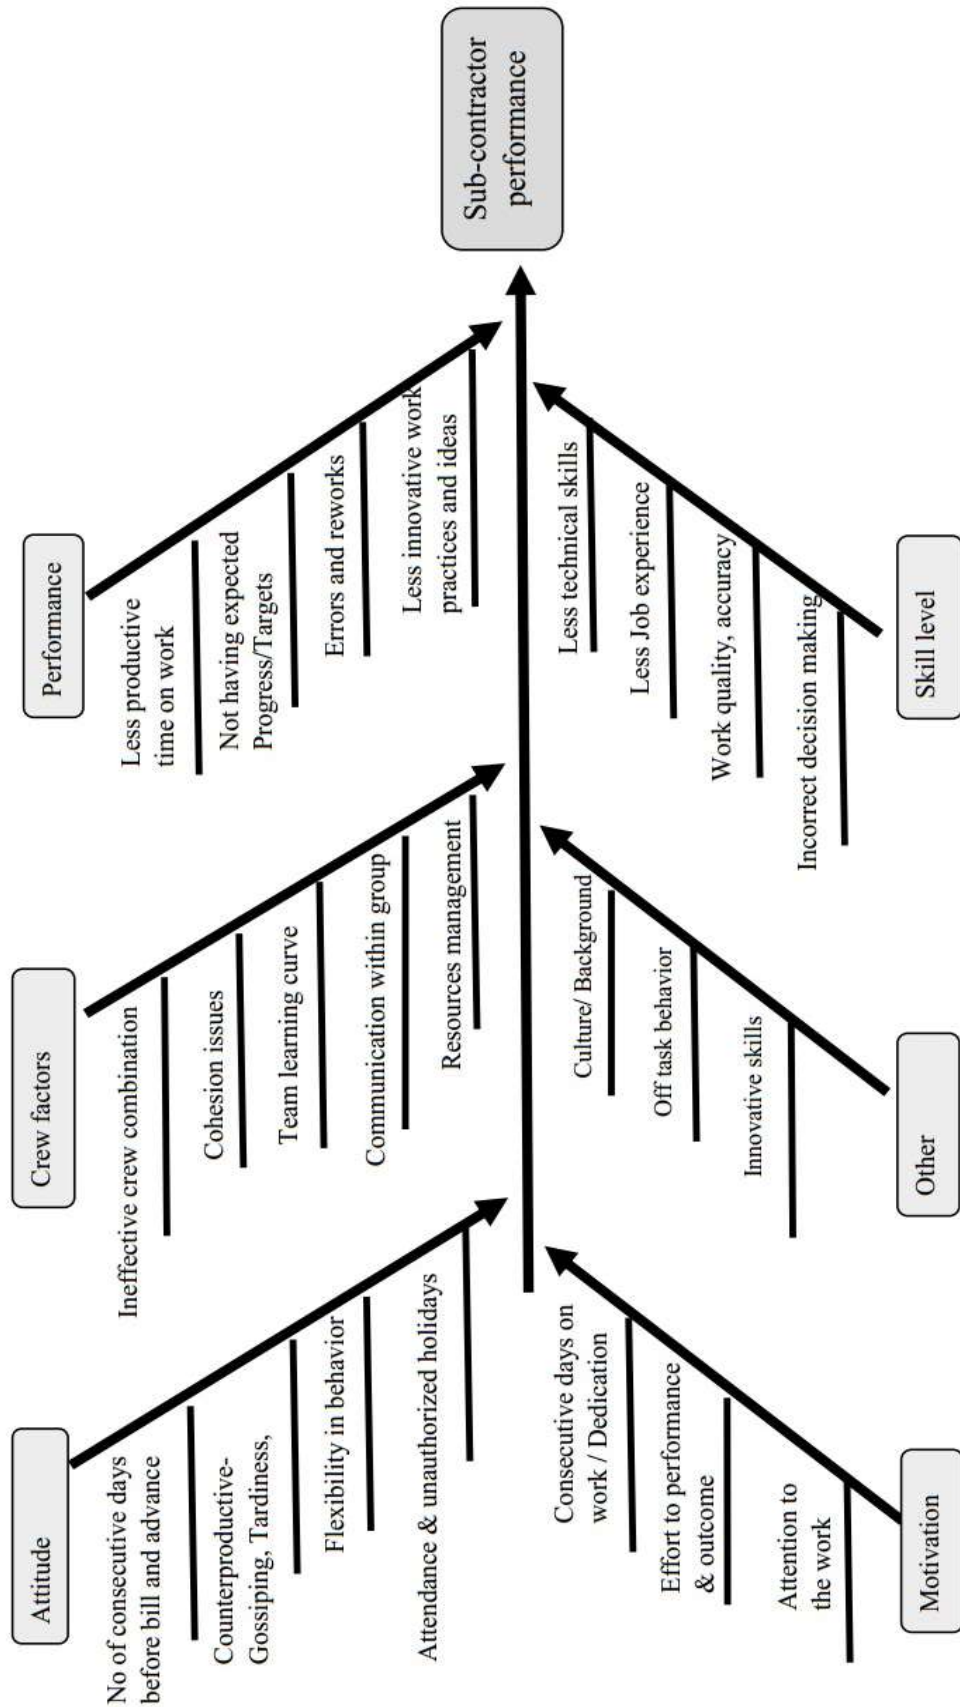 Attitude
No of consecutive days
before bill and advance
Counterproductive-
Gossiping, Tardiness,
Flexibility in behavior
Attendance & unauthorized holidays
Crew factors
Ineffective crew combination
Cohesion issues
Team learning curve
Communication within group
Resources management
Performance
Less productive
time on work
Not having expected
Progress/Targets
Errors and reworks
Less innovative work
practices and ideas
Sub-contractor
performance
Consecutive days on
work / Dedication
Effort to performance
& outcome
Attention to
the work
Motivation
Culture/ Background
Off task behavior
Innovative skills
Other
Less technical skills
Less Job experience
Work quality, accuracy
Incorrect decision making
Skill level